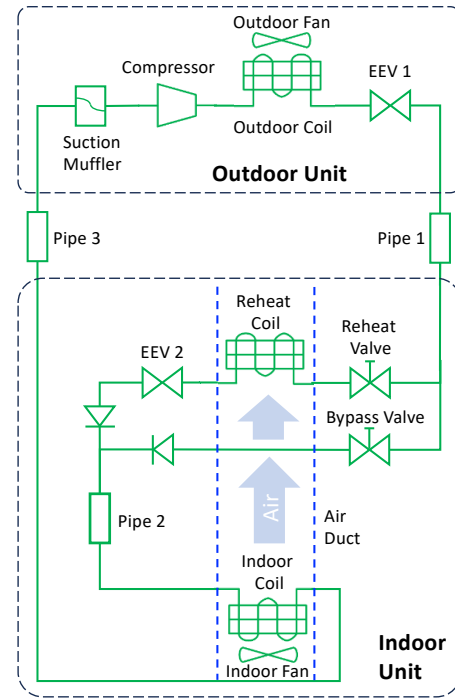 Outdoor Fan
Compressor
EEV 1
Suction
Muffler
Outdoor Coil
Outdoor Unit
Pipe 3
Pipe 1
Reheat
Coil
Reheat
Valve
EEV 2
Bypass Valve
Air
Pipe 2
Air
Duct
Indoor
Coil
Indoor Fan
Indoor
Unit